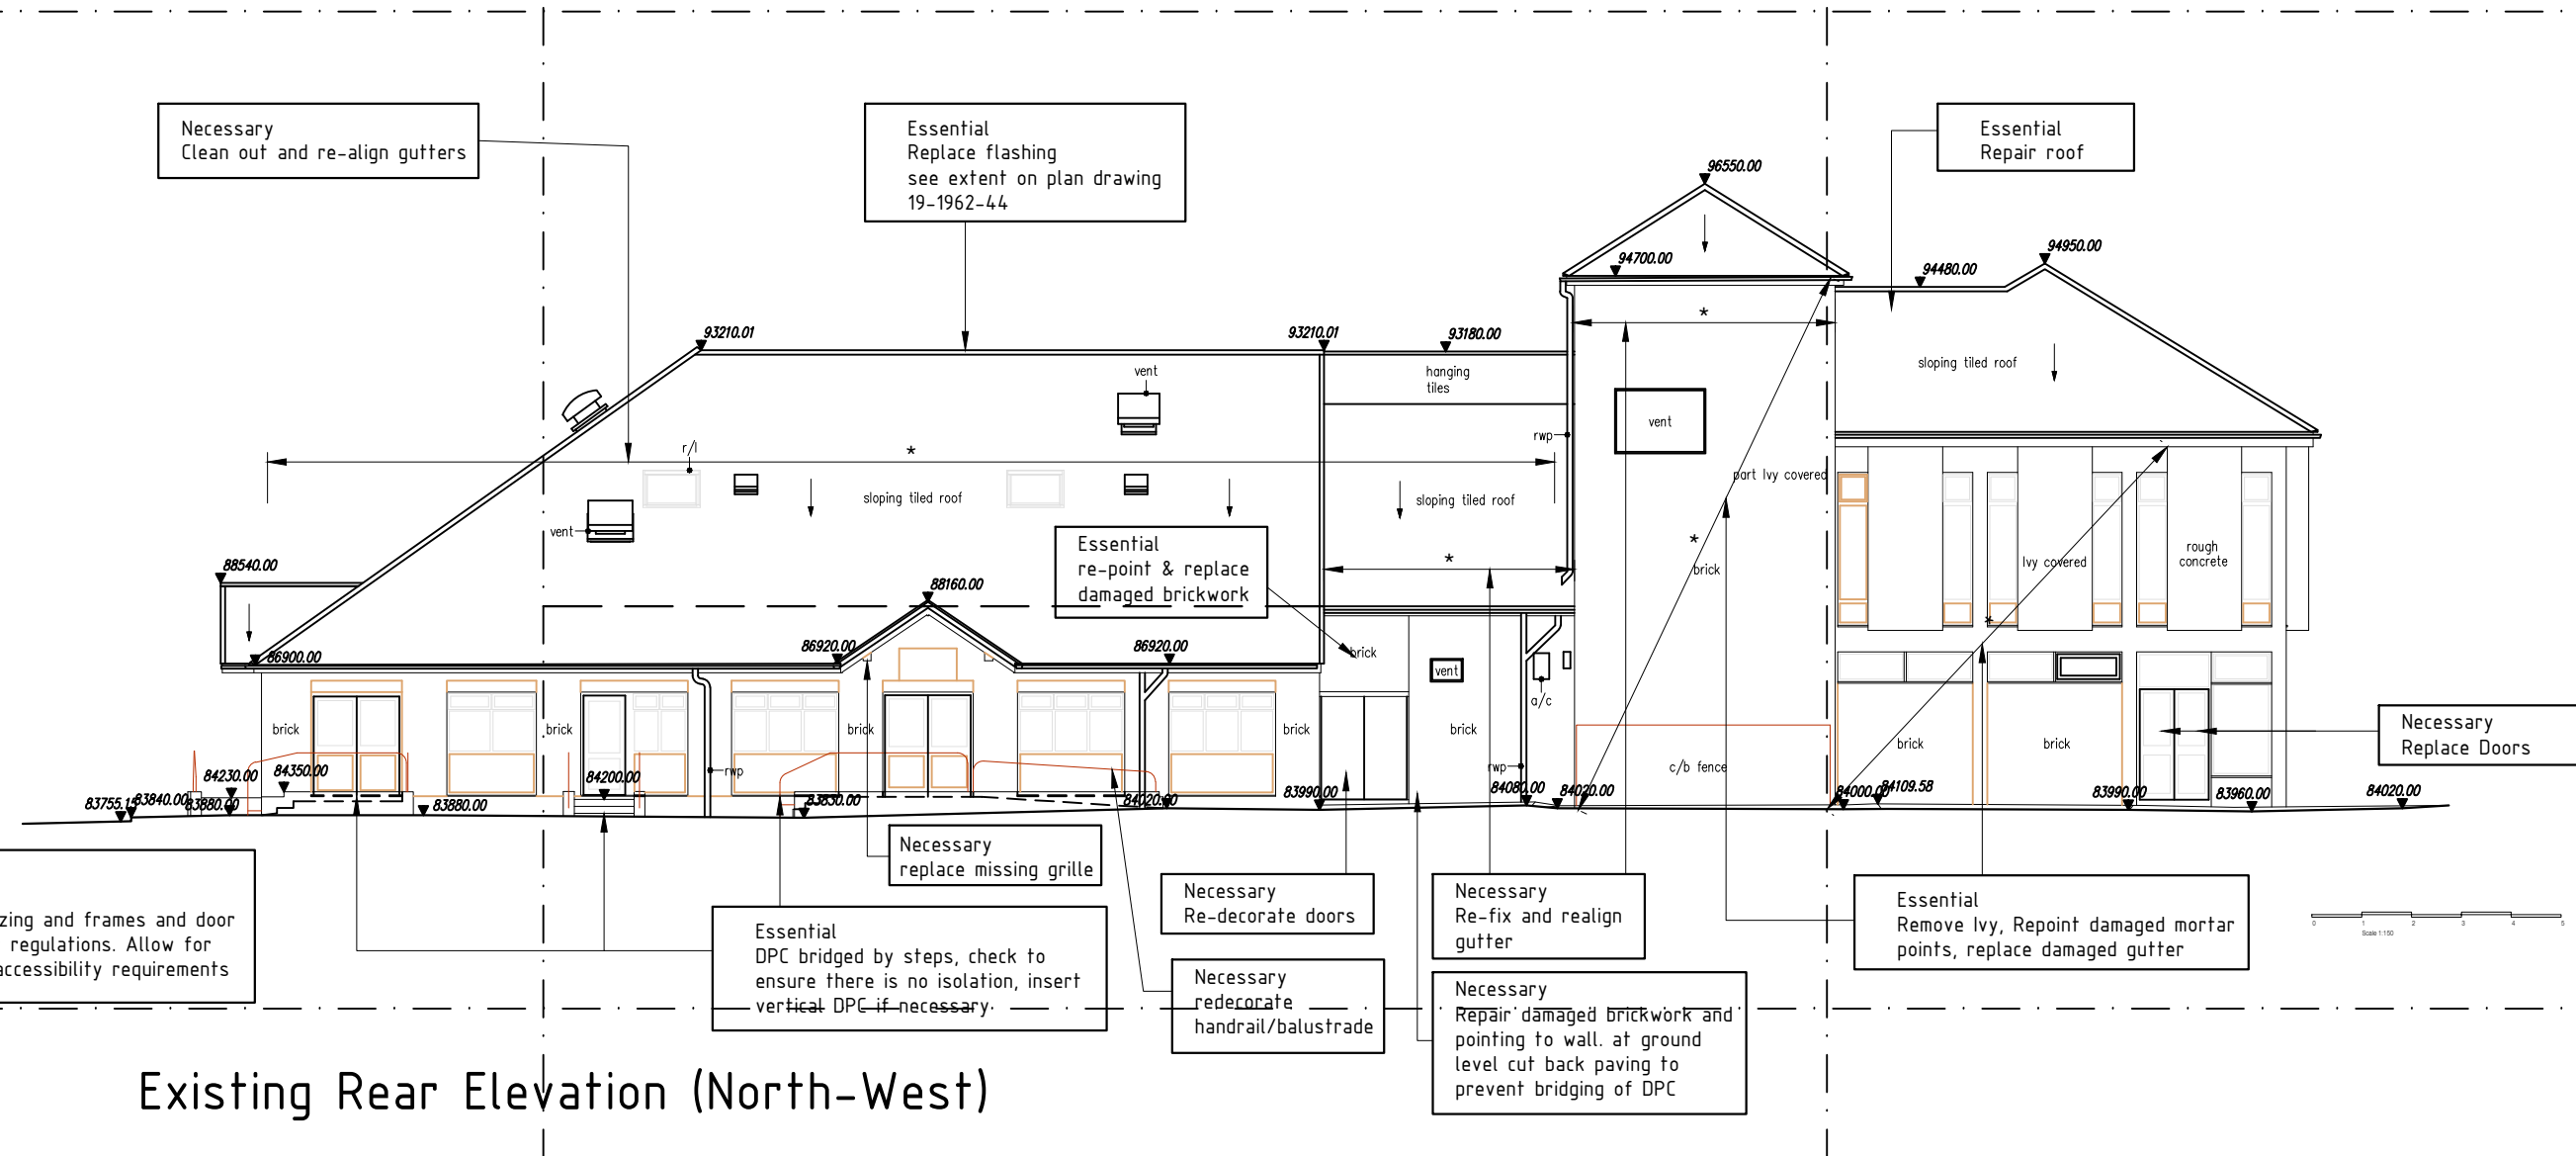 Necessary
Clean out and re-align gutters
Essential
Replace flashing
see extent on plan drawing
19-1962-44
Essential
Repair roof
96550.00
94700.00
94950.00
94480.00
93210.01
93210.01
93180.00
*
vent
hanging
tiles
sloping tiled roof
vent
rwp
r/l
*
part Ivy covered
sloping tiled roof
sloping tiled roof
vent
Essential
re-point & replace
damaged brickwork
*
*
brick
Ivy covered
rough
concrete
88540.00
88160.00
*
86900.00
86920.00
86920.00
brick
vent
a/c
brick
brick
brick
brick
brick
brick
brick
Necessary
Replace Doors
rwp
rwp
c/b fence
84230.00
84350.00
84200.00
83755.15
83840.00
83880.00
83880.00
83830.00
84020.00
83990.00
84080.00
84020.00
84000.00
84109.58
83990.00
83960.00
84020.00
Necessary
replace missing grille
zing and frames and door
regulations. Allow for
accessibility requirements
Essential
DPC bridged by steps, check to
ensure there is no isolation, insert
vertical DPC if necessary
Necessary
Re-decorate doors
Necessary
Re-fix and realign
gutter
Essential
Remove Ivy, Repoint damaged mortar
points, replace damaged gutter
0 1 2 3 4 5
Scale 1:150
Necessary
redecorate
handrail/balustrade
Necessary
Repair damaged brickwork and
pointing to wall. at ground
level cut back paving to
prevent bridging of DPC
Existing Rear Elevation (North-West)